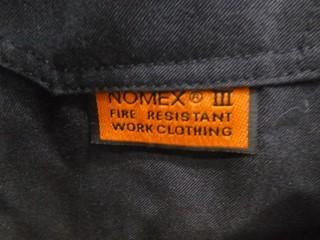 NOMEX® III
FIRE RESISTANT
WORK CLOTHING